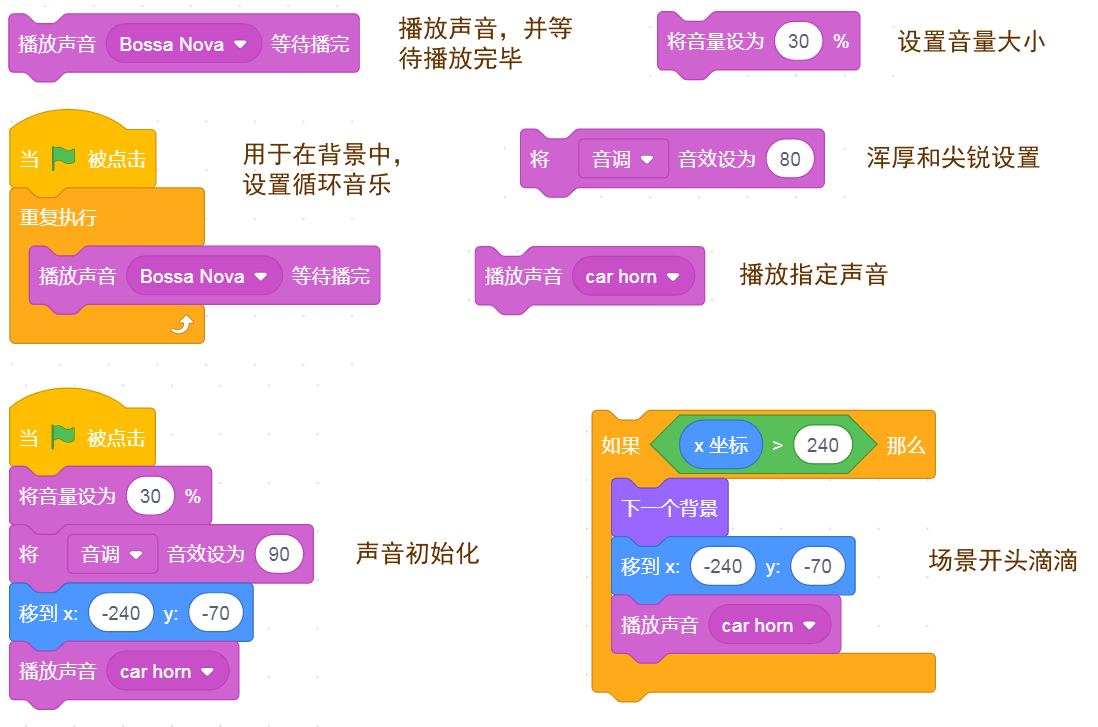 播放声音 Bossa Nova 等待播完
播放声音，并等
待播放完毕
将音量设为 30 %
设置音量大小
当 被点击
重复执行
播放声音 Bossa Nova 等待播完
用于在背景中，
设置循环音乐
将 音调 音效设为 80
浑厚和尖锐设置
播放声音 car horn
播放指定声音
当 被点击
将音量设为 30 %
将 音调 音效设为 90
移到 x: -240 y: -70
播放声音 car horn
声音初始化
如果 x 坐标 > 240 那么
下一个背景
移到 x: -240 y: -70
播放声音 car horn
场景开头滴滴